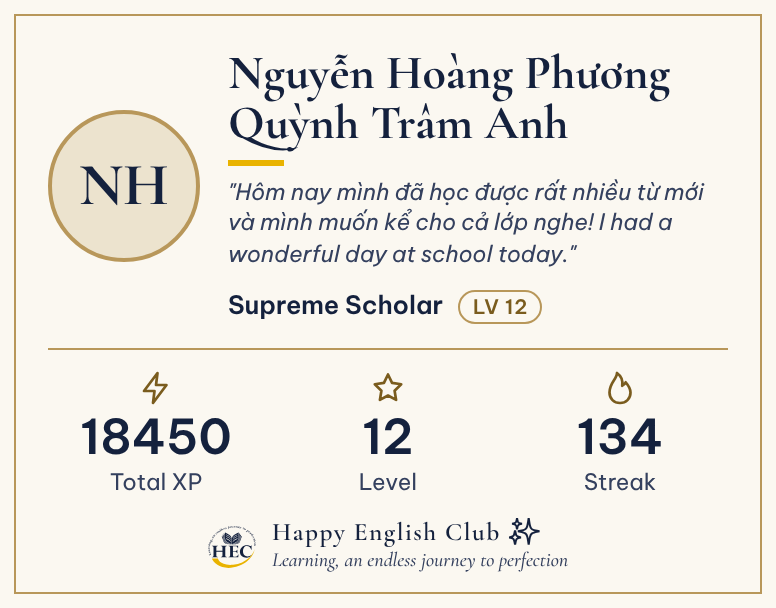 Nguyễn Hoàng Phương
Quỳnh Trâm Anh
NH
"Hôm nay mình đã học được rất nhiều từ mới
và mình muốn kể cho cả lớp nghe! I had a
wonderful day at school today."
Supreme Scholar LV 12
18450 12 134
Total XP Level Streak
HEC
Happy English Club
Learning, an endless journey to perfection